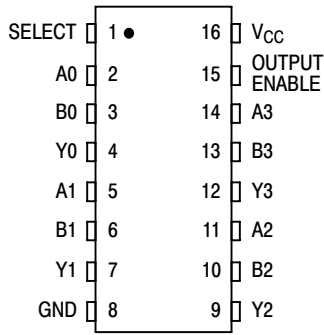 SELECT 1 16 VCC
A0 2 15 OUTPUT ENABLE
B0 3 14 A3
Y0 4 13 B3
A1 5 12 Y3
B1 6 11 A2
Y1 7 10 B2
GND 8 9 Y2